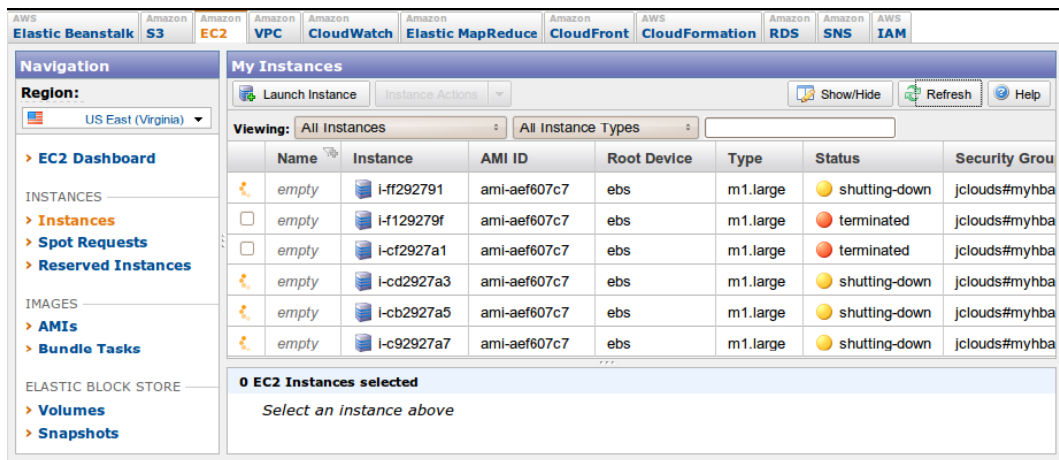 AWS Elastic Beanstalk
Amazon S3
Amazon EC2
Amazon VPC
Amazon CloudWatch
Amazon Elastic MapReduce
Amazon CloudFront
AWS CloudFormation
Amazon RDS
Amazon SNS
AWS IAM
Navigation
Region:
US East (Virginia)
> EC2 Dashboard
INSTANCES
> Instances
> Spot Requests
> Reserved Instances
IMAGES
> AMIs
> Bundle Tasks
ELASTIC BLOCK STORE
> Volumes
> Snapshots
My Instances
Launch Instance Instance Actions Show/Hide Refresh Help
Viewing: All Instances All Instance Types
Name Instance AMI ID Root Device Type Status Security Grou
empty i-ff292791 ami-aef607c7 ebs m1.large shutting-down jclouds#myhba
empty i-f129279f ami-aef607c7 ebs m1.large terminated jclouds#myhba
empty i-cf2927a1 ami-aef607c7 ebs m1.large terminated jclouds#myhba
empty i-cd2927a3 ami-aef607c7 ebs m1.large shutting-down jclouds#myhba
empty i-cb2927a5 ami-aef607c7 ebs m1.large shutting-down jclouds#myhba
empty i-c92927a7 ami-aef607c7 ebs m1.large shutting-down jclouds#myhba
0 EC2 Instances selected
Select an instance above